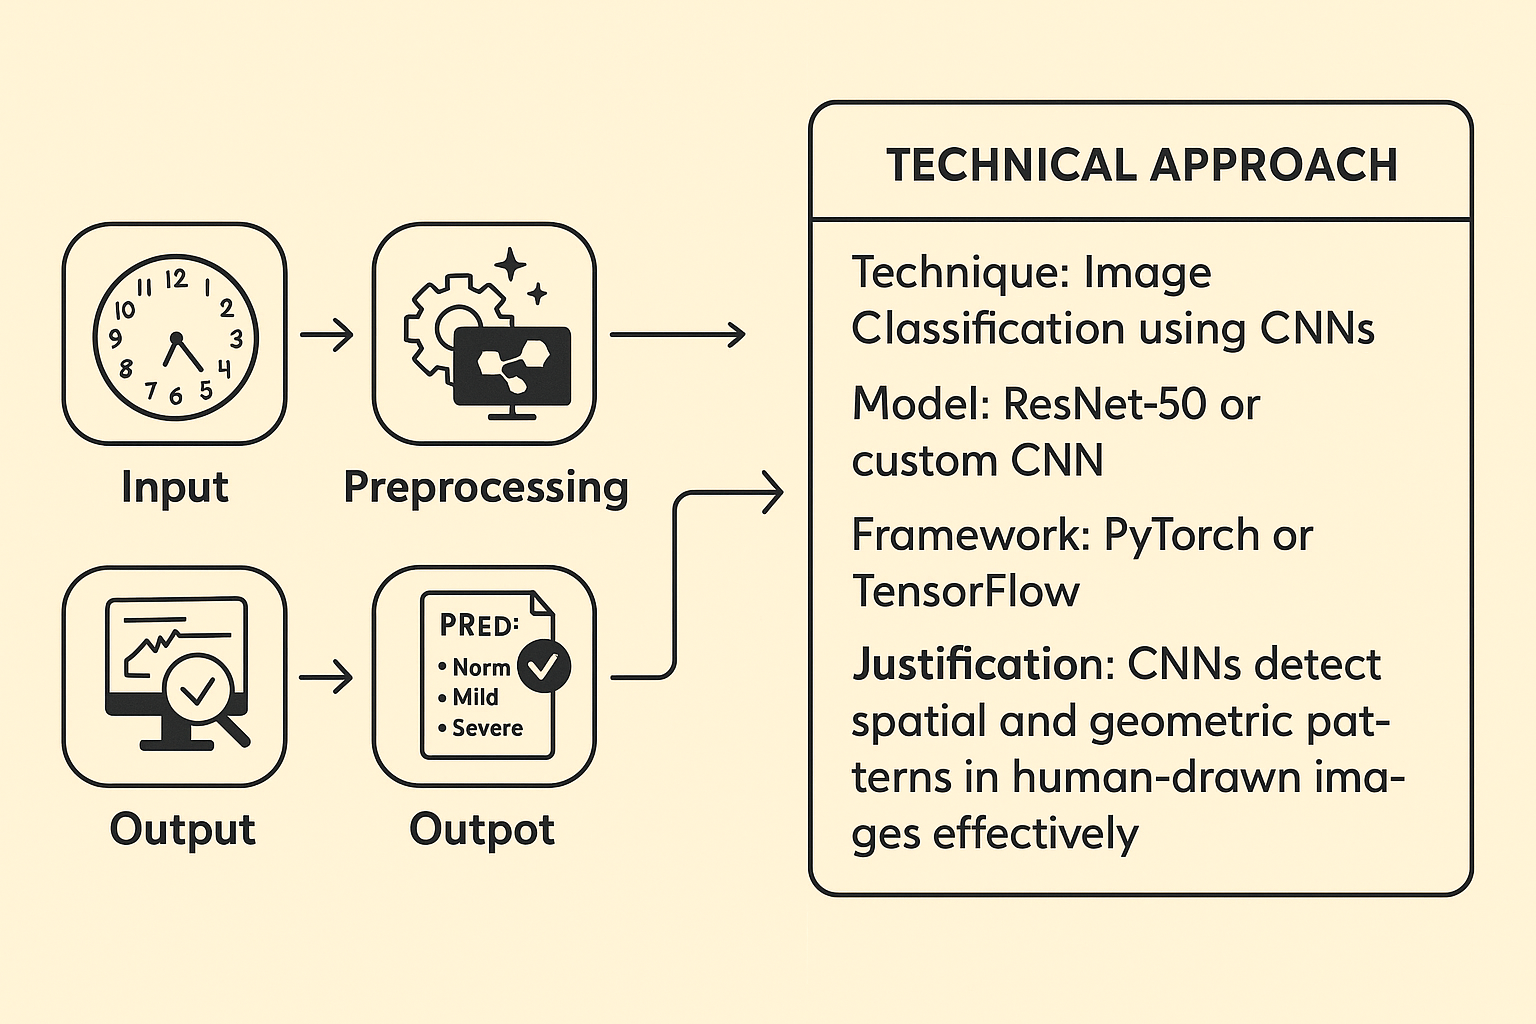 12
11
1
10
2
9
3
8
4
7
5
6
Input
Preprocessing
PRED:
• Norm
• Mild
• Severe
Output
Outpot
TECHNICAL APPROACH
Technique: Image
Classification using CNNs
Model: ResNet-50 or
custom CNN
Framework: PyTorch or
TensorFlow
Justification: CNNs detect
spatial and geometric pat-
terns in human-drawn ima-
ges effectively